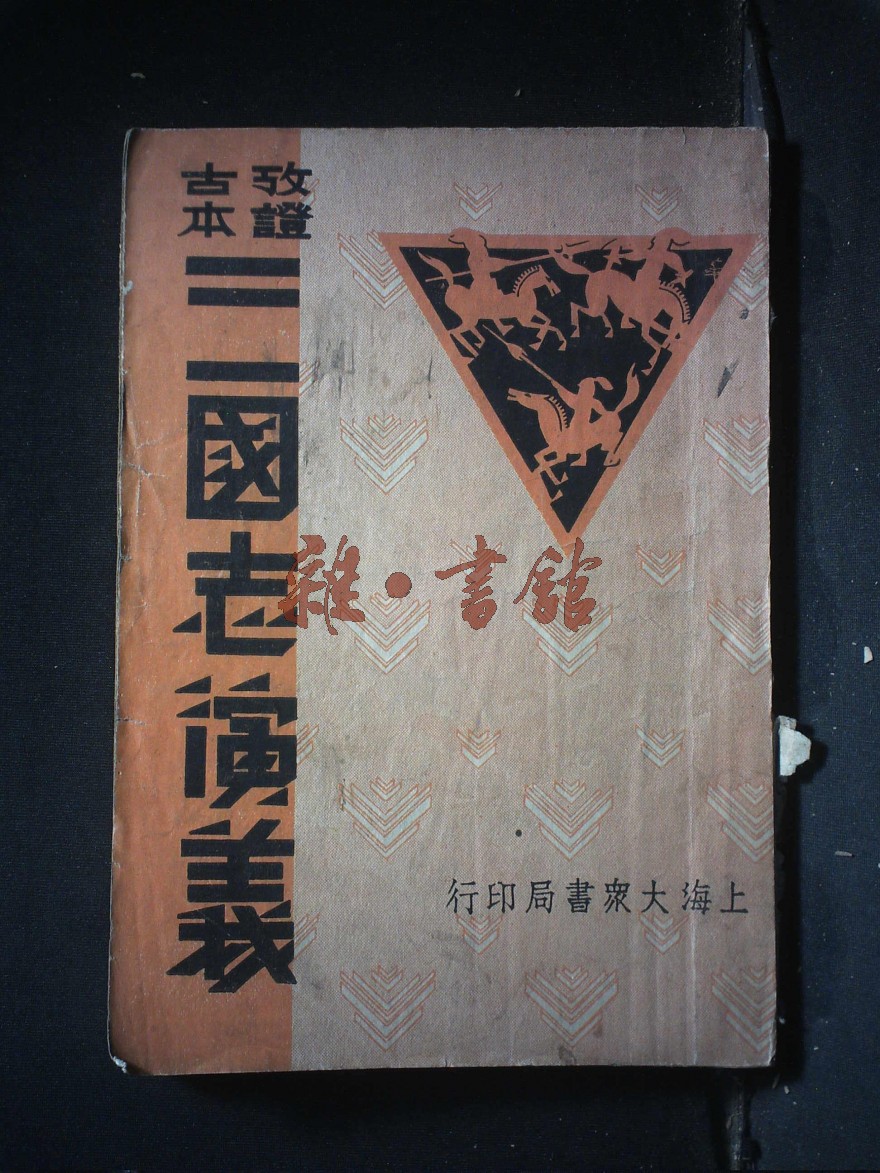 攷證
古本
三國志演義
雜·書館
上海大衆書局印行